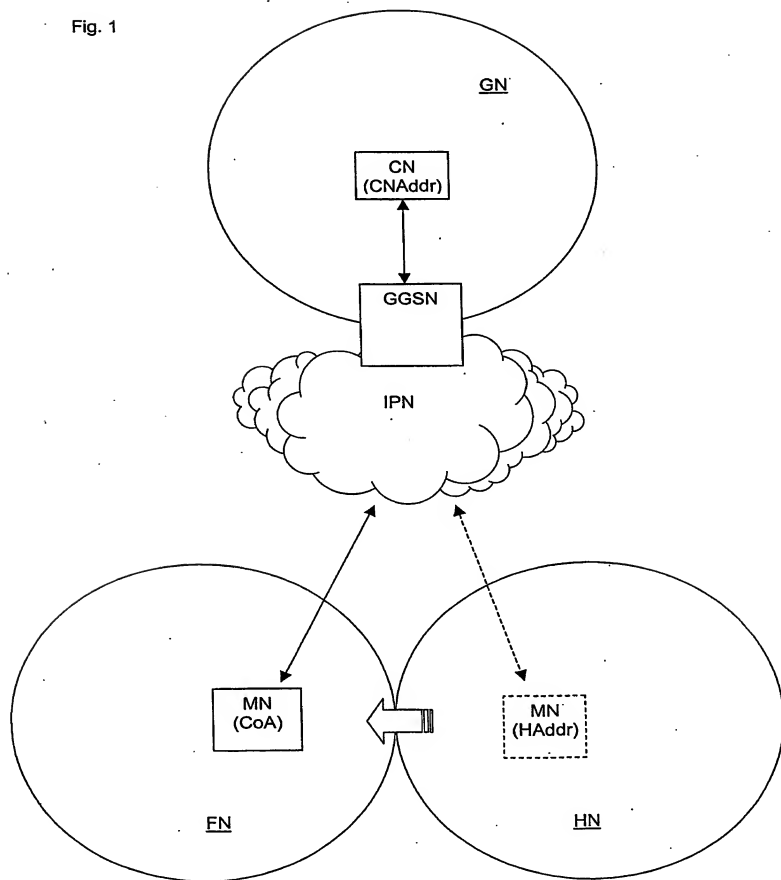 Fig. 1
GN
CN
(CNAddr)
GGSN
IPN
MN
(CoA)
MN
(HAddr)
FN
HN